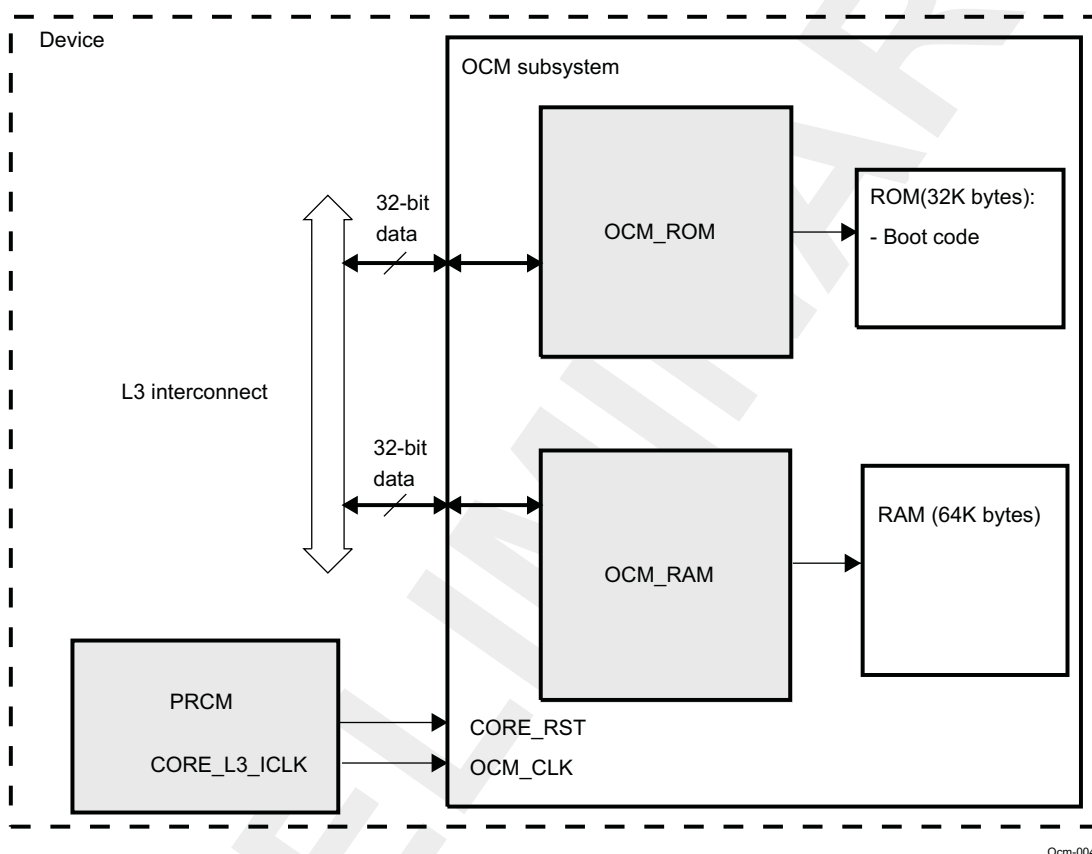 Device
OCM subsystem
32-bit
data
OCM_ROM
ROM(32K bytes):
- Boot code
L3 interconnect
32-bit
data
OCM_RAM
RAM (64K bytes)
PRCM
CORE_L3_ICLK
CORE_RST
OCM_CLK